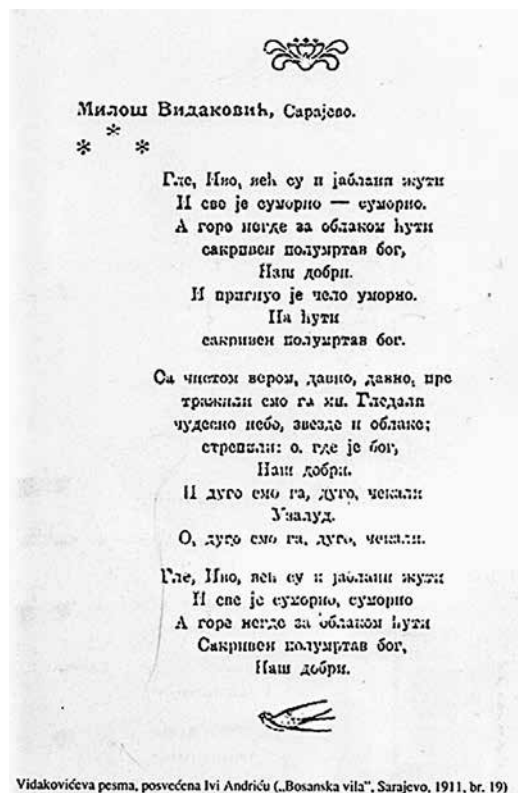 Милош Видаковић, Сарајево.
* * *
Гле, Иво, већ су и јаблани жути
И све је суморно — суморно.
А горе негде за облаком ћути
сакривен полумртав бог,
Наш добри.
И пригнуо је чело уморно.
Па ћути
сакривен полумртав бог.
Са чистом вером, давно, давно, пре
тражили смо га ми. Гледали
чудесно небо, звезде и облаке;
стрепили: о, где је бог,
Наш добри.
И дуго смо га, дуго, чекали
Узалуд.
О, дуго смо га, дуго, чекали.
Гле, Иво, већ су и јаблани жути
И све је суморно, суморно
А горе негде за облаком ћути
Сакривен полумртав бог,
Наш добри.
Vidakovićeva pesma, posvećena Ivi Andriću („Bosanska vila“, Sarajevo, 1911, br. 19)